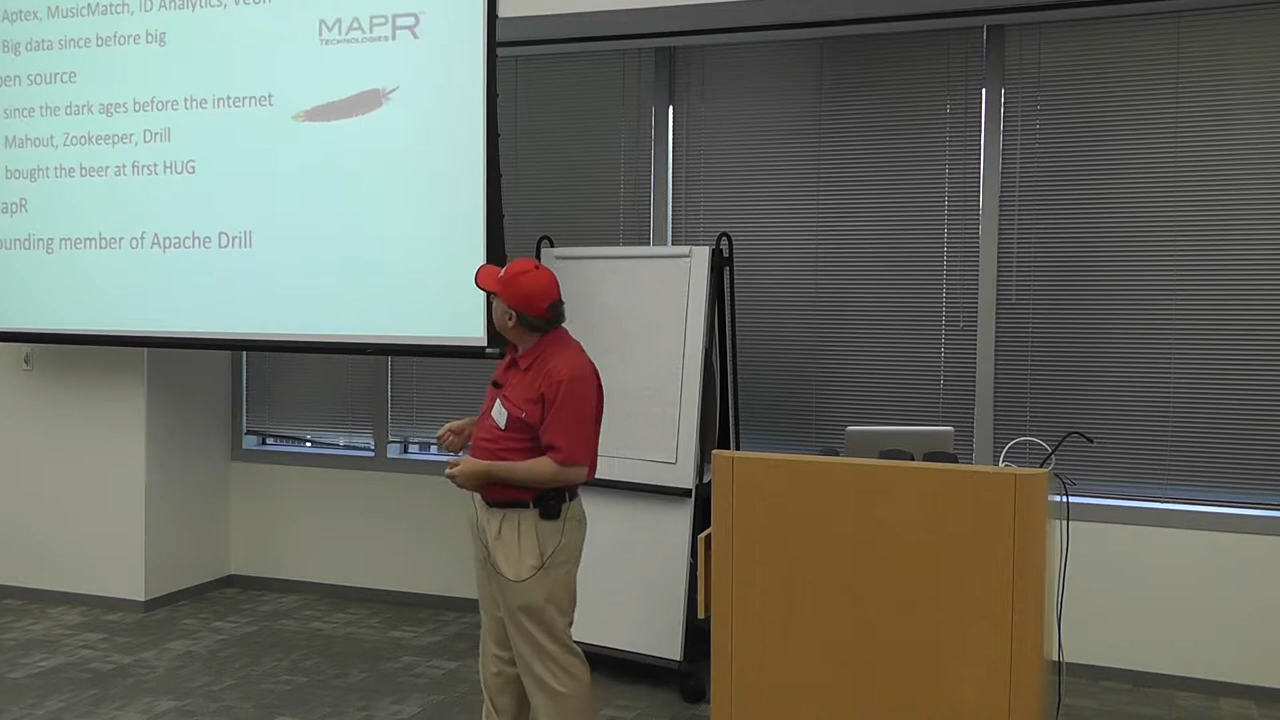 Aptex, MusicMatch, ID Analytics, Veoh
Big data since before big
pen source
since the dark ages before the internet
Mahout, Zookeeper, Drill
bought the beer at first HUG
apR
ounding member of Apache Drill
MAPR™
TECHNOLOGIES